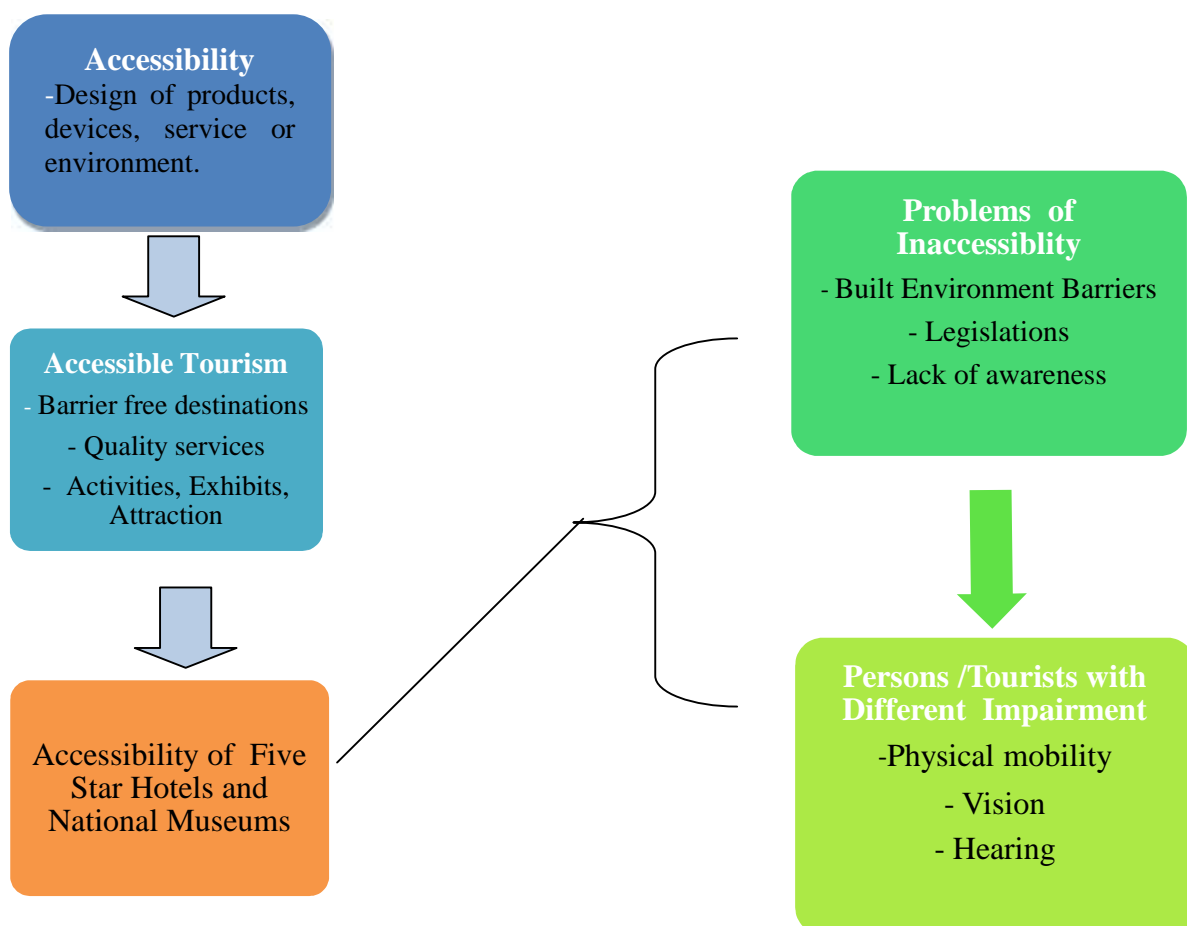 Accessibility
-Design of products,
devices, service or
environment.
Accessible Tourism
- Barrier free destinations
- Quality services
- Activities, Exhibits,
Attraction
Accessibility of Five
Star Hotels and
National Museums
Problems of
Inaccessiblity
- Built Environment Barriers
- Legislations
- Lack of awareness
Persons /Tourists with
Different Impairment
-Physical mobility
- Vision
- Hearing